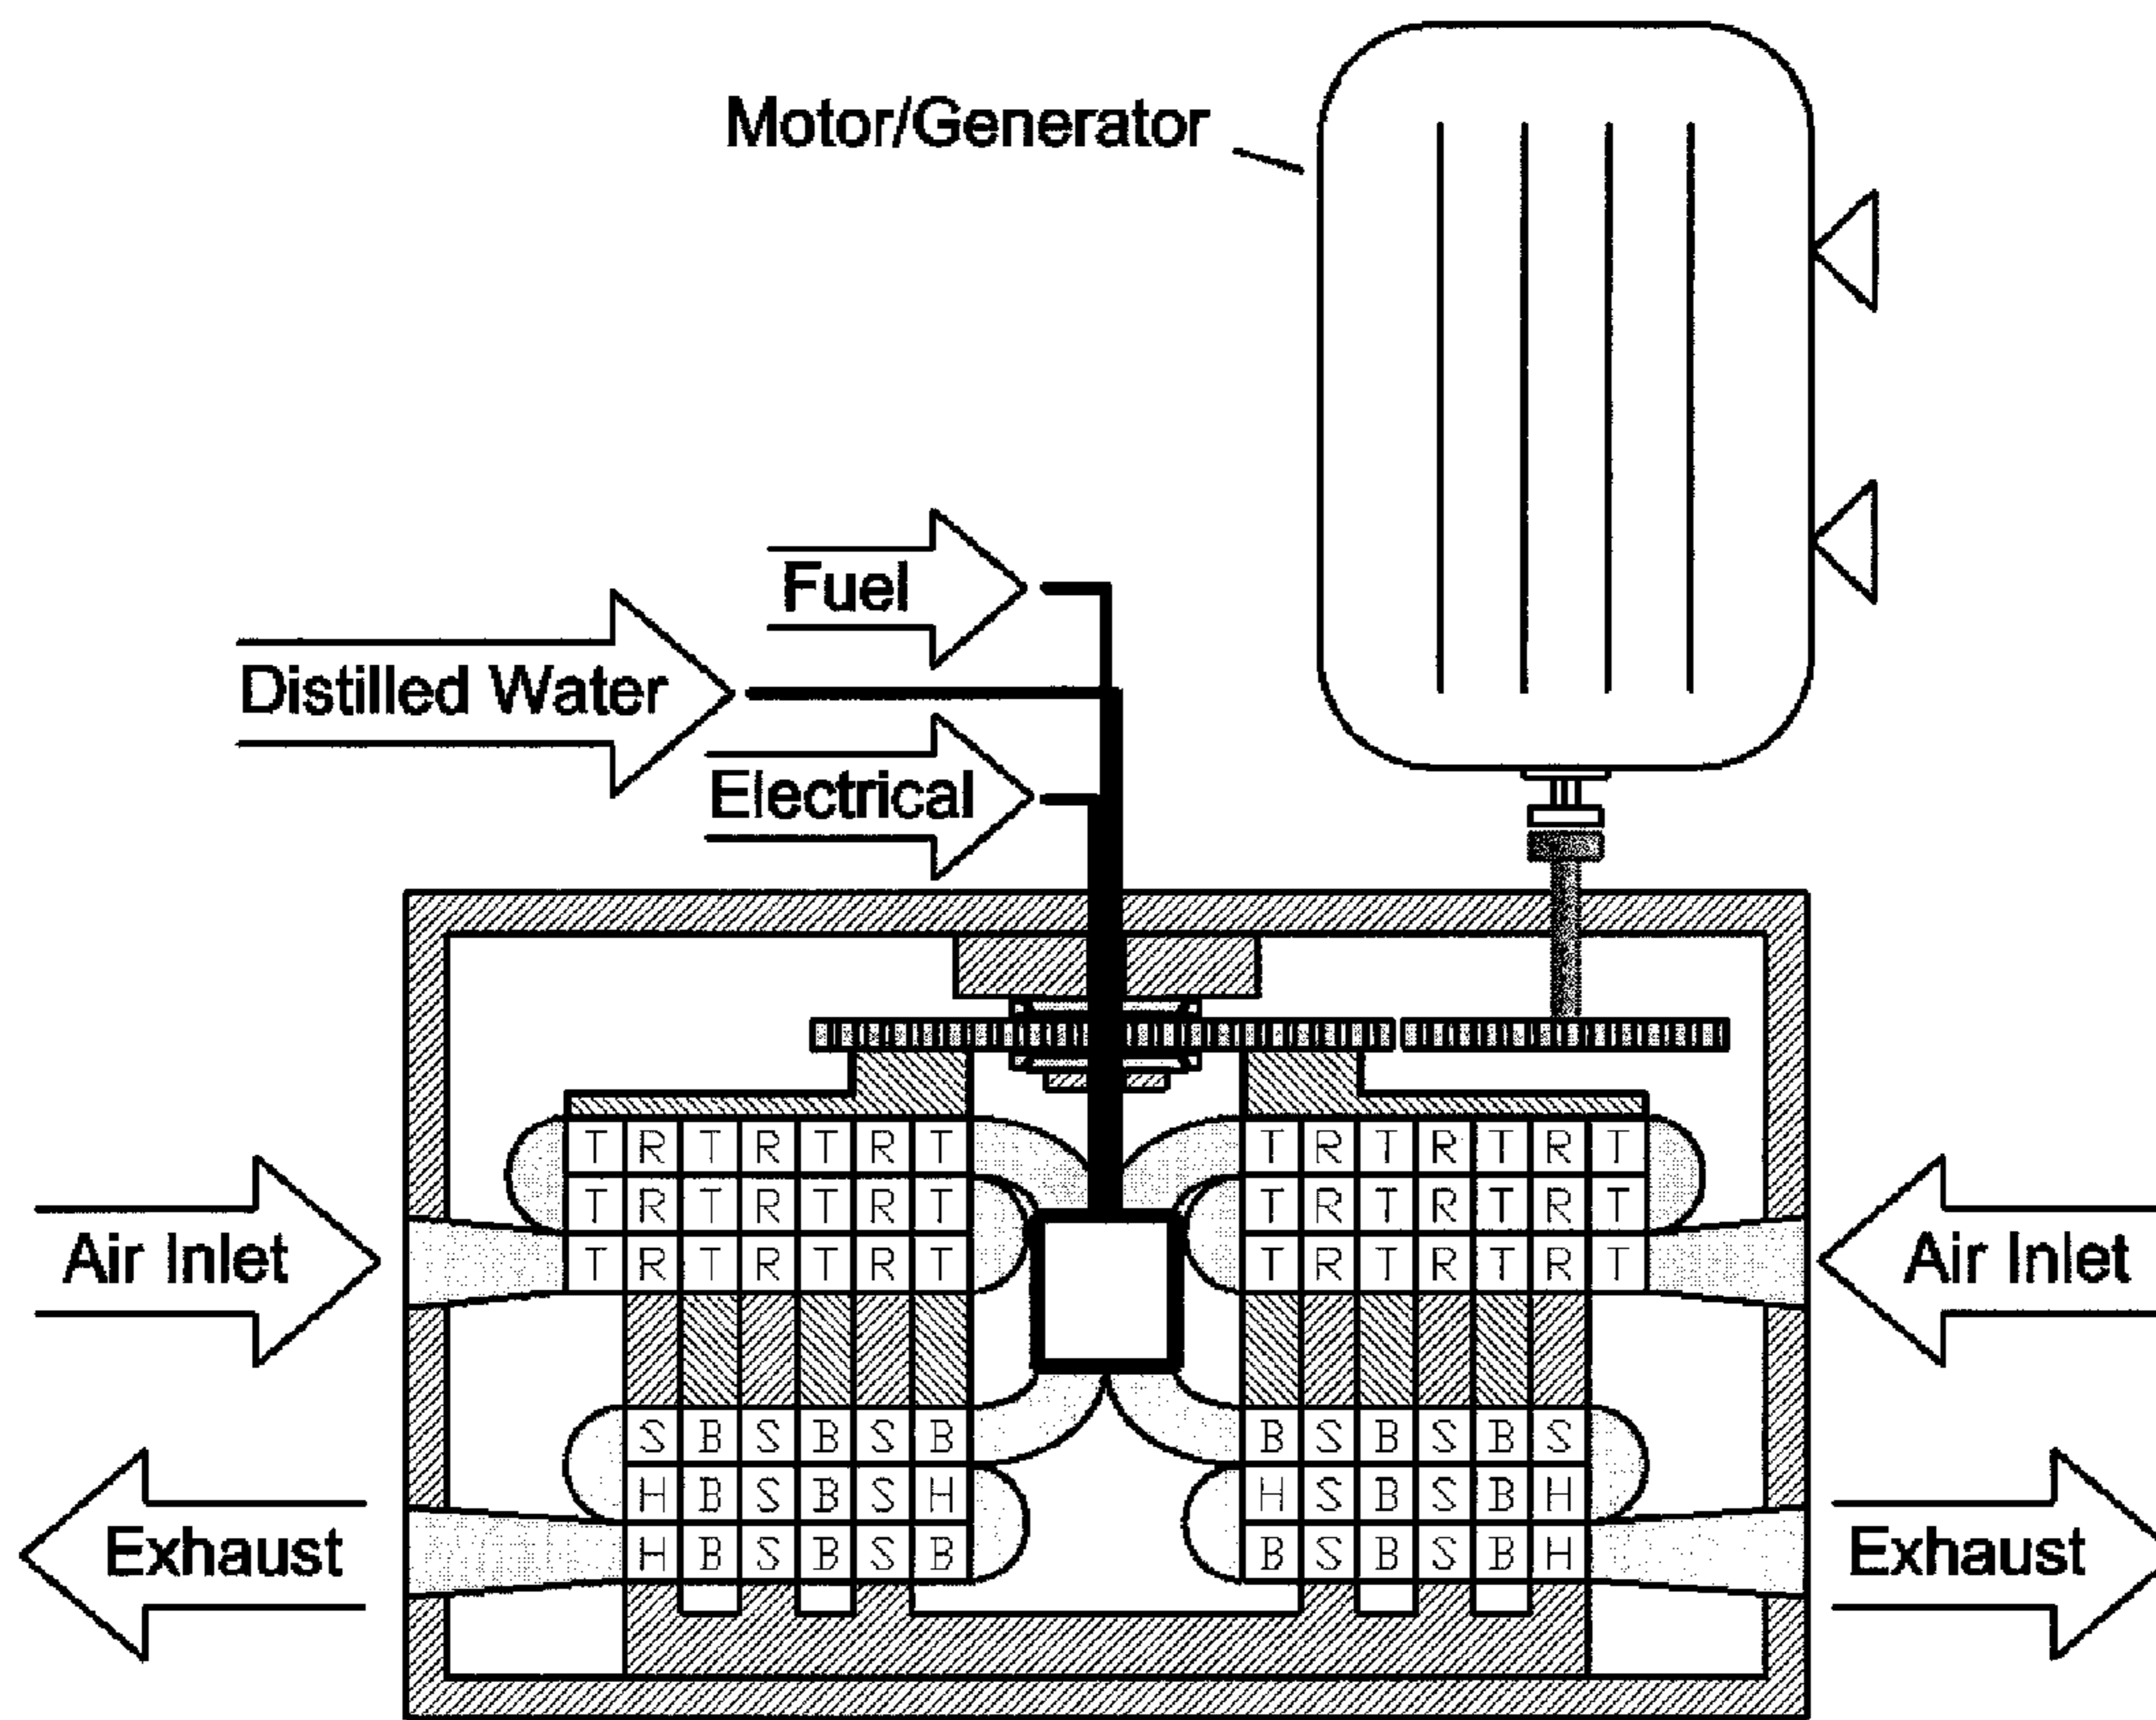 Motor/Generator
Fuel
Distilled Water
Electrical
T R T R T R T T R T R T R T
T R T R T R T T R T R T R T
Air Inlet T R T R T R T T R T R T R T Air Inlet
S B S B S B B S B S B S
H B S B S H H S B S B H
Exhaust H B S B S B B S B S B H Exhaust